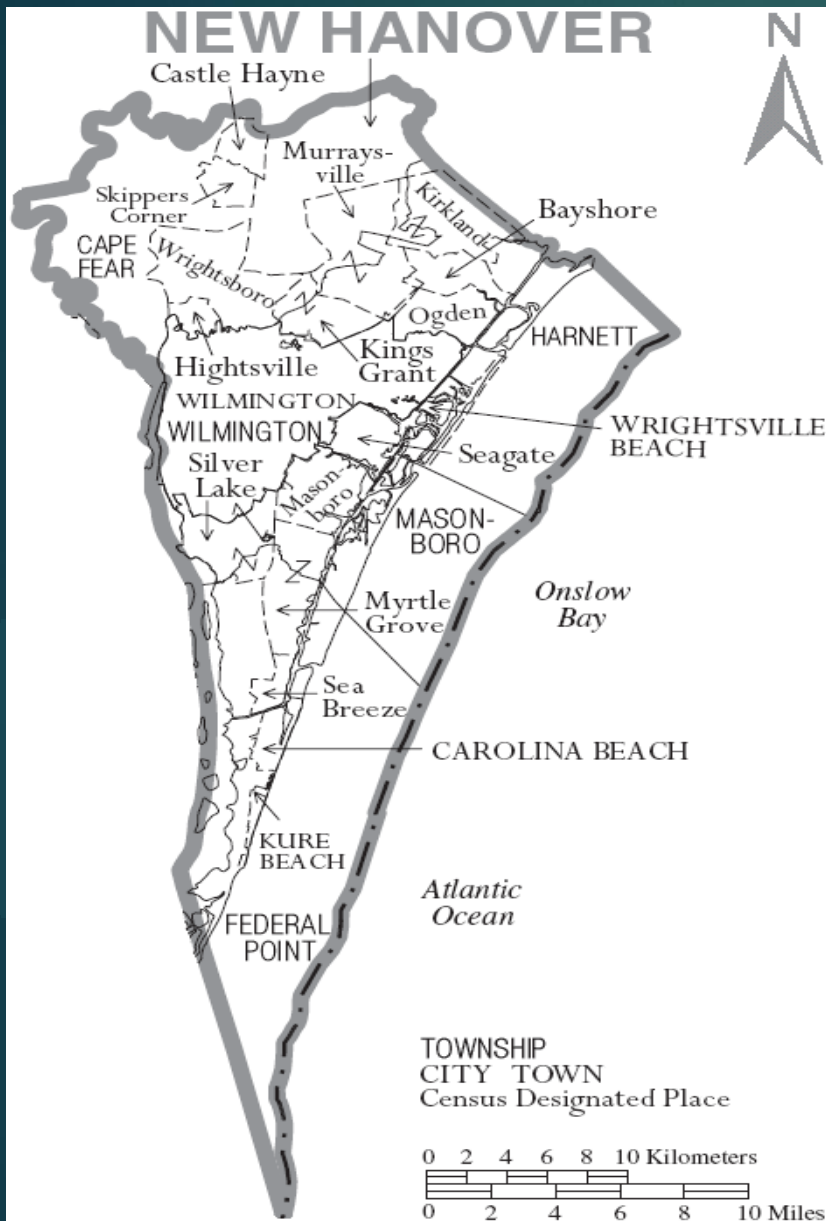 NEW HANOVER
N
Castle Hayne
Murrays-
ville
Skippers
Corner
Kirkland
Bayshore
CAPE
FEAR
Wrightsboro
Ogden
HARNETT
Hightsville
Kings
Grant
WILMINGTON
WILMINGTON
WRIGHTSVILLE
BEACH
Seagate
Silver
Lake
Mason-
boro
MASON-
BORO
Onslow
Bay
Myrtle
Grove
Sea
Breeze
CAROLINA BEACH
KURE
BEACH
Atlantic
Ocean
FEDERAL
POINT
TOWNSHIP
CITY TOWN
Census Designated Place
0 2 4 6 8 10 Kilometers
0 2 4 6 8 10 Miles